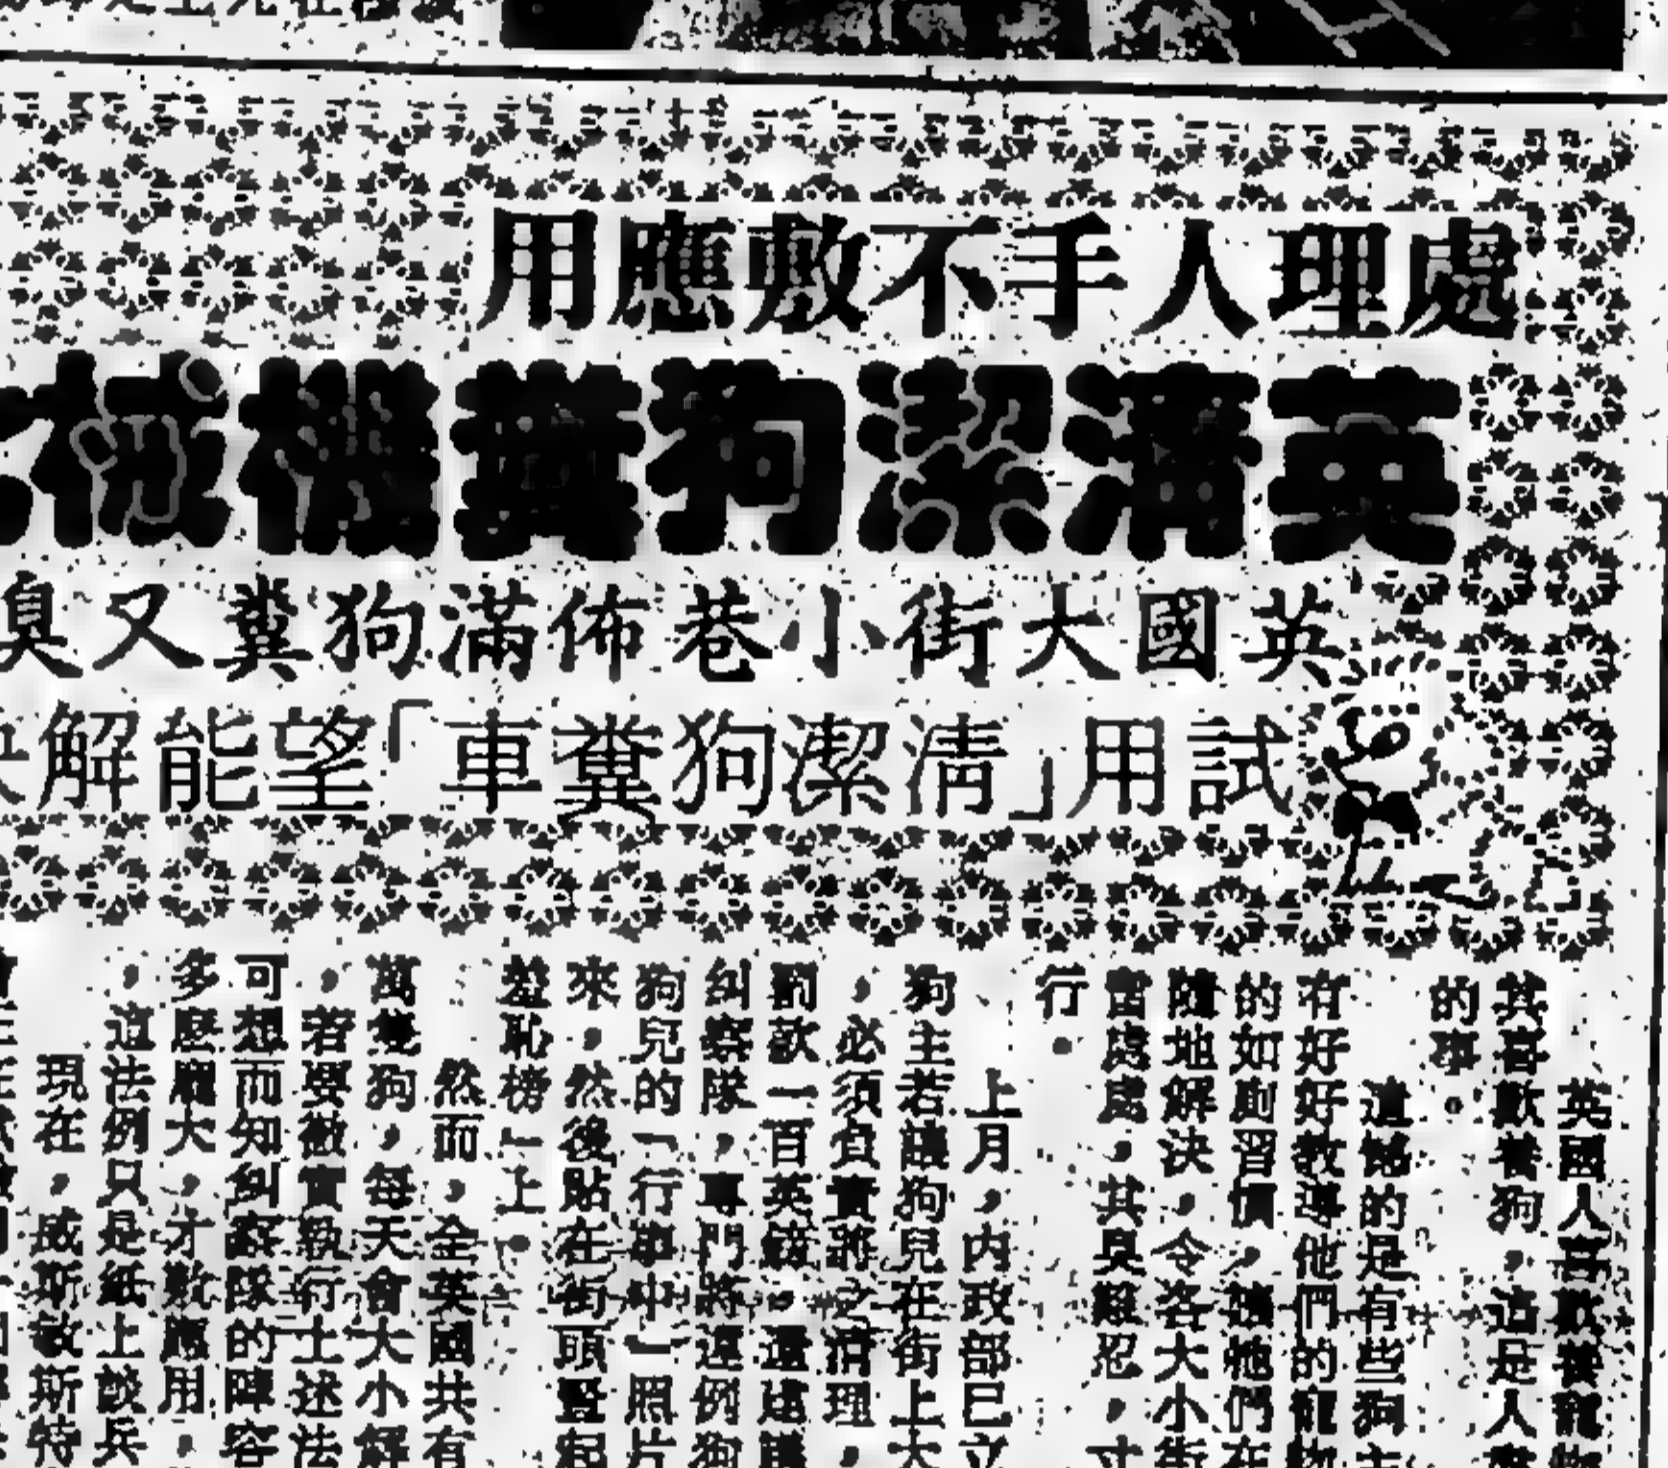 處理人手不敷應用
英清潔狗糞機械
英國大街小巷佈滿狗糞又臭
試用「清潔狗糞車」望能解
英國人喜歡養寵
其喜歡養狗，這是人
的事。
遺憾的是有些狗主
有好好教導他們的寵物
的如廁習慣，讓牠們在
隨地解決，令各大小街
當處處，其臭難忍，寸
行。
上月，內政部已立
狗主若讓狗兒在街上大
，必須負責將之清理，
罰款一百英鎊。還建議
糾察隊，專門將違例狗
狗兒的「行事中」照片
來，然後貼在街頭豎起
羞恥榜」上。
然而，全英國共有
萬隻狗，每天會大小解
，若要徹實執行上述法
可想而知糾察隊的陣容
多麼龐大，才敷應用。
，這法例只是紙上談兵
現在，威斯敏斯特